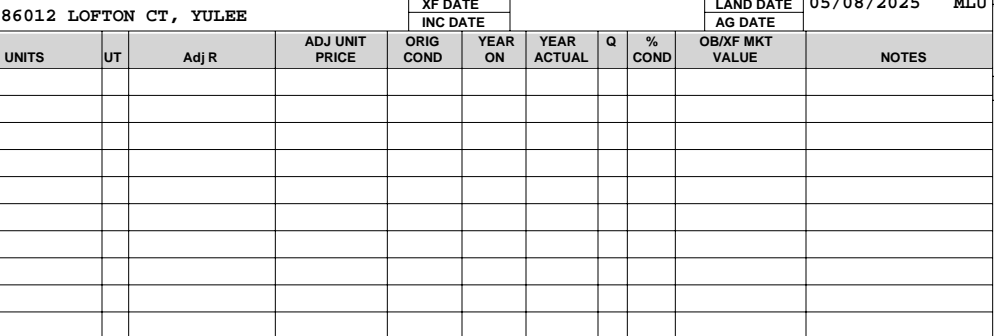 XF DATE LAND DATE 05/08/2025 MLU
86012 LOFTON CT, YULEE INC DATE AG DATE
UNITS UT Adj R ADJ UNIT PRICE ORIG COND YEAR ON YEAR ACTUAL Q % COND OB/XF MKT VALUE NOTES